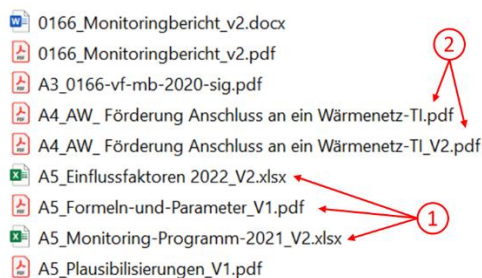 0166_Monitoringbericht_v2.docx
0166_Monitoringbericht_v2.pdf
A3_0166-vf-mb-2020-sig.pdf
A4_AW_ Förderung Anschluss an ein Wärmenetz-TI.pdf
A4_AW_ Förderung Anschluss an ein Wärmenetz-TI_V2.pdf
A5_Einflussfaktoren 2022_V2.xlsx
A5_Formeln-und-Parameter_V1.pdf
A5_Monitoring-Programm-2021_V2.xlsx
A5_Plausibilisierungen_V1.pdf
2
1